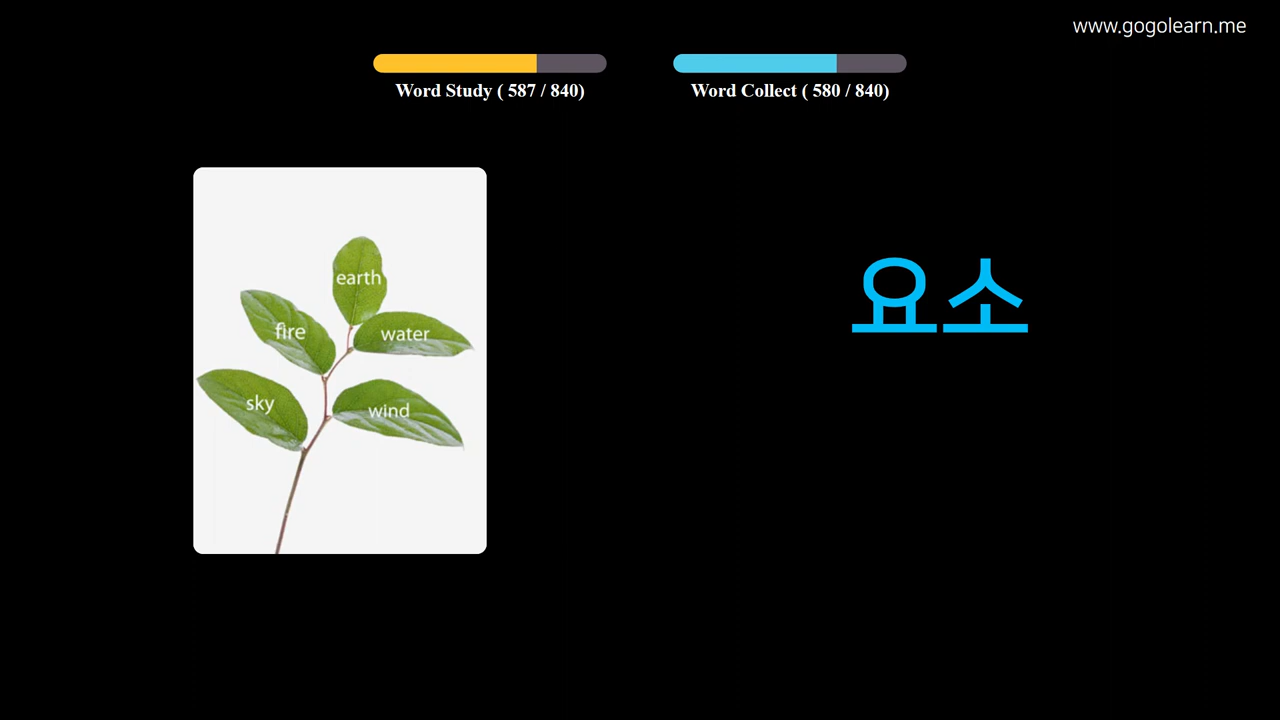 www.gogolearn.me
Word Study ( 587 / 840)
Word Collect ( 580 / 840)
earth
fire
water
sky
wind
요소